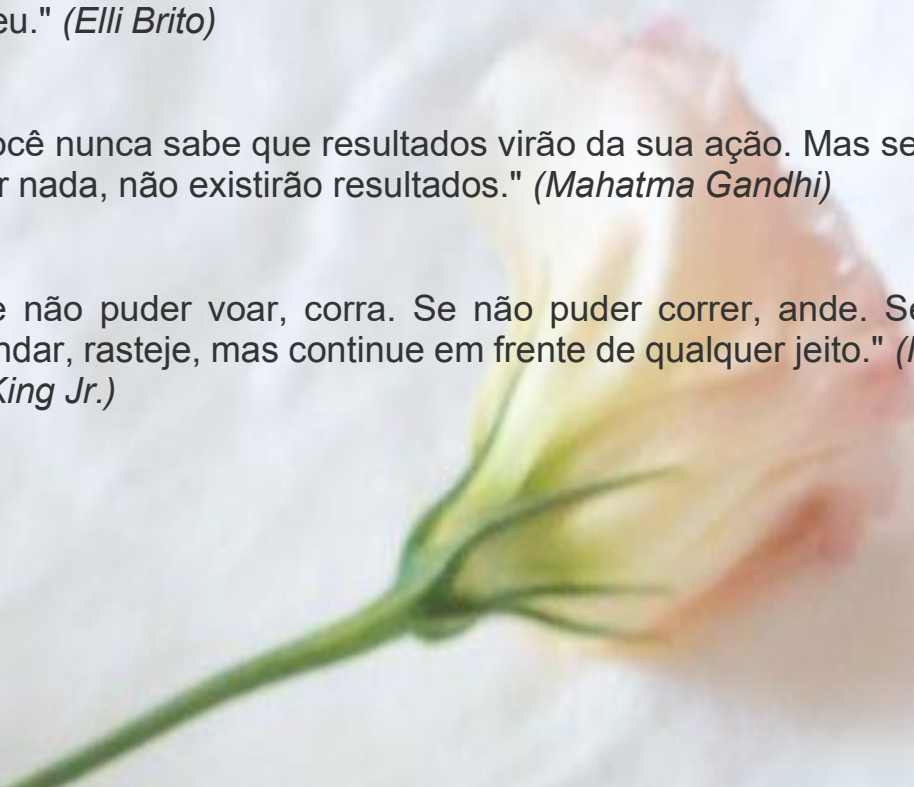 eu." (Elli Brito)
ocê nunca sabe que resultados virão da sua ação. Mas se
r nada, não existirão resultados." (Mahatma Gandhi)
e não puder voar, corra. Se não puder correr, ande. Se
ndar, rasteje, mas continue em frente de qualquer jeito." (
King Jr.)